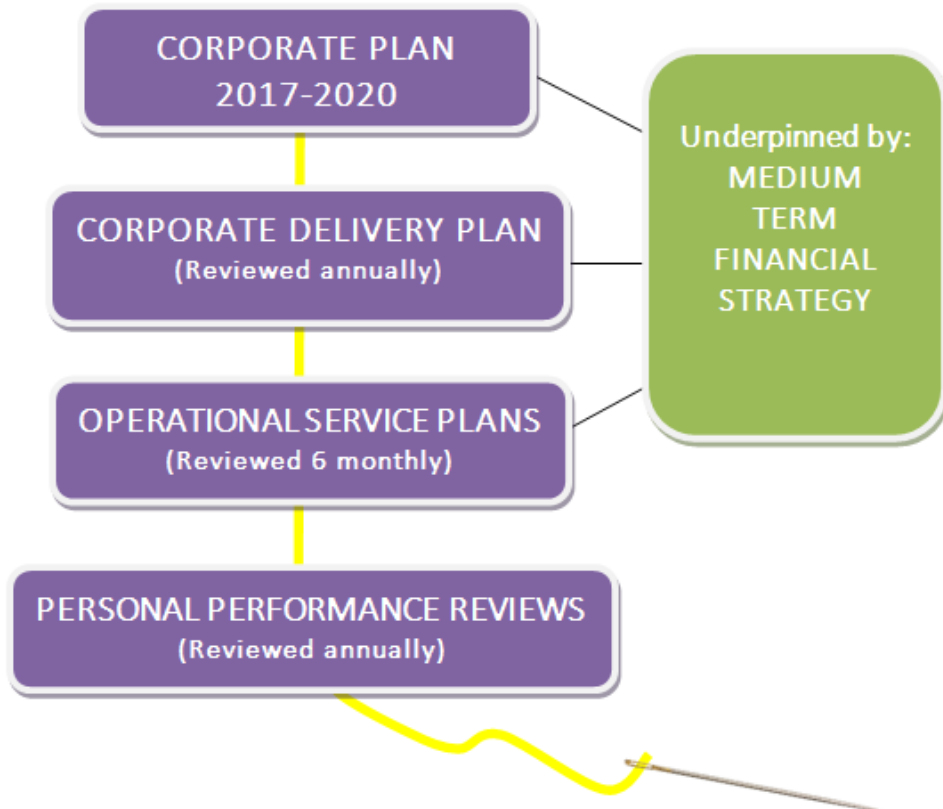 CORPORATE PLAN
2017-2020
CORPORATE DELIVERY PLAN
(Reviewed annually)
OPERATIONAL SERVICE PLANS
(Reviewed 6 monthly)
PERSONAL PERFORMANCE REVIEWS
(Reviewed annually)
Underpinned by:
MEDIUM
TERM
FINANCIAL
STRATEGY